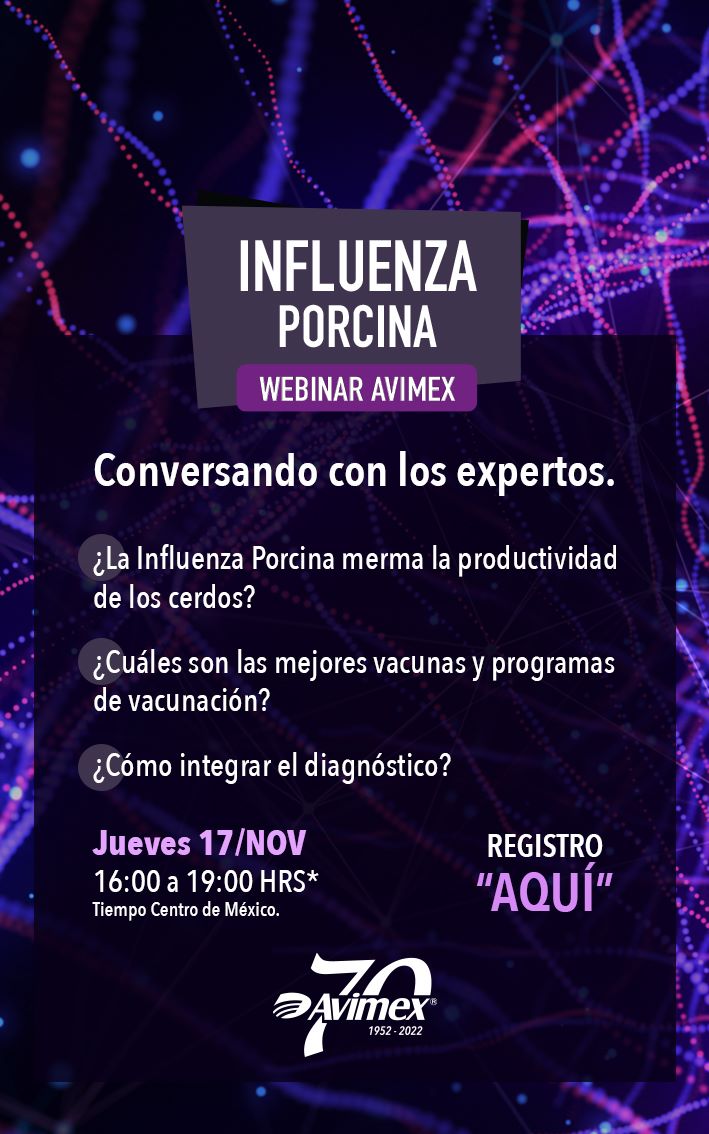 INFLUENZA
PORCINA
WEBINAR AVIMEX
Conversando con los expertos.
¿La Influenza Porcina merma la productividad
de los cerdos?
¿Cuáles son las mejores vacunas y programas
de vacunación?
¿Cómo integrar el diagnóstico?
Jueves 17/NOV
16:00 a 19:00 HRS*
Tiempo Centro de México.
REGISTRO
“AQUÍ”
70
Avimex®
1952 - 2022